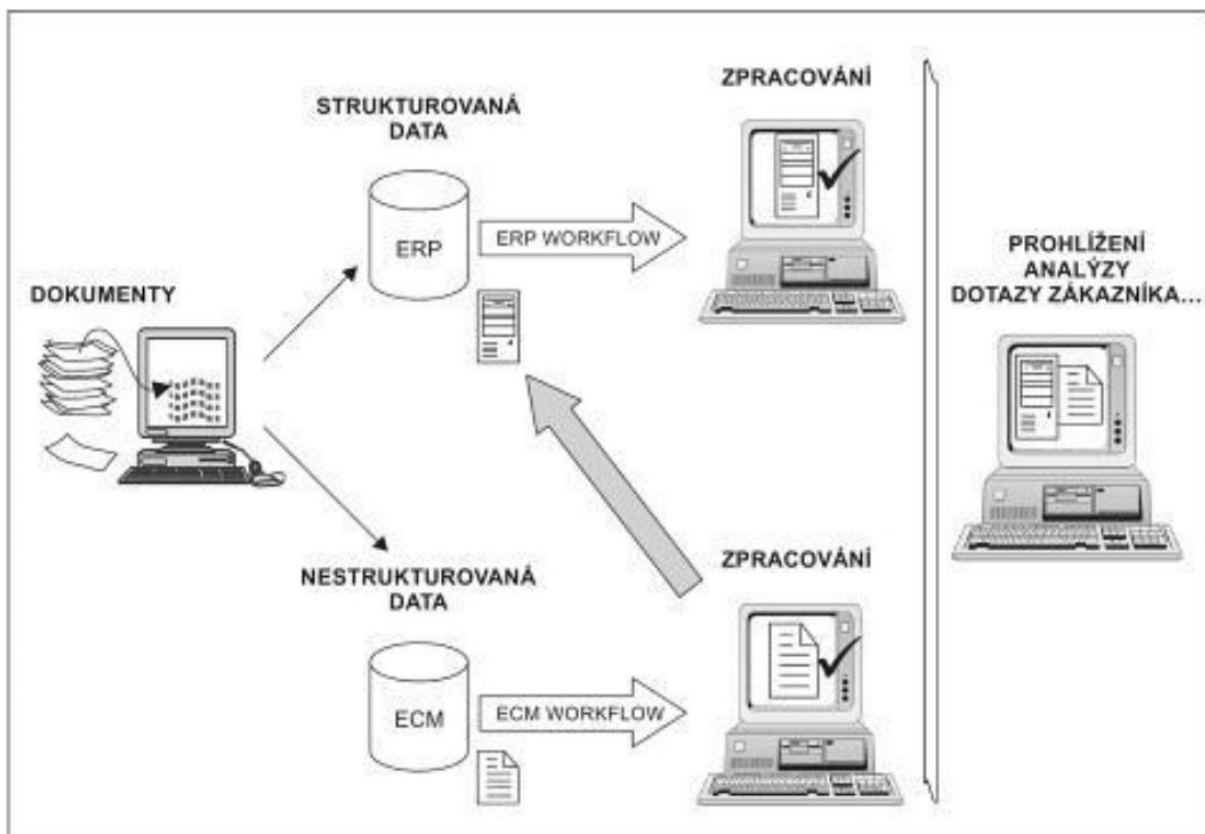 DOKUMENTY
STRUKTUROVANÁ
DATA
ERP
ERP WORKFLOW
ZPRACOVÁNÍ
NESTRUKTUROVANÁ
DATA
ECM
ECM WORKFLOW
ZPRACOVÁNÍ
PROHLÍŽENÍ
ANALÝZY
DOTAZY ZÁKAZNÍKA...